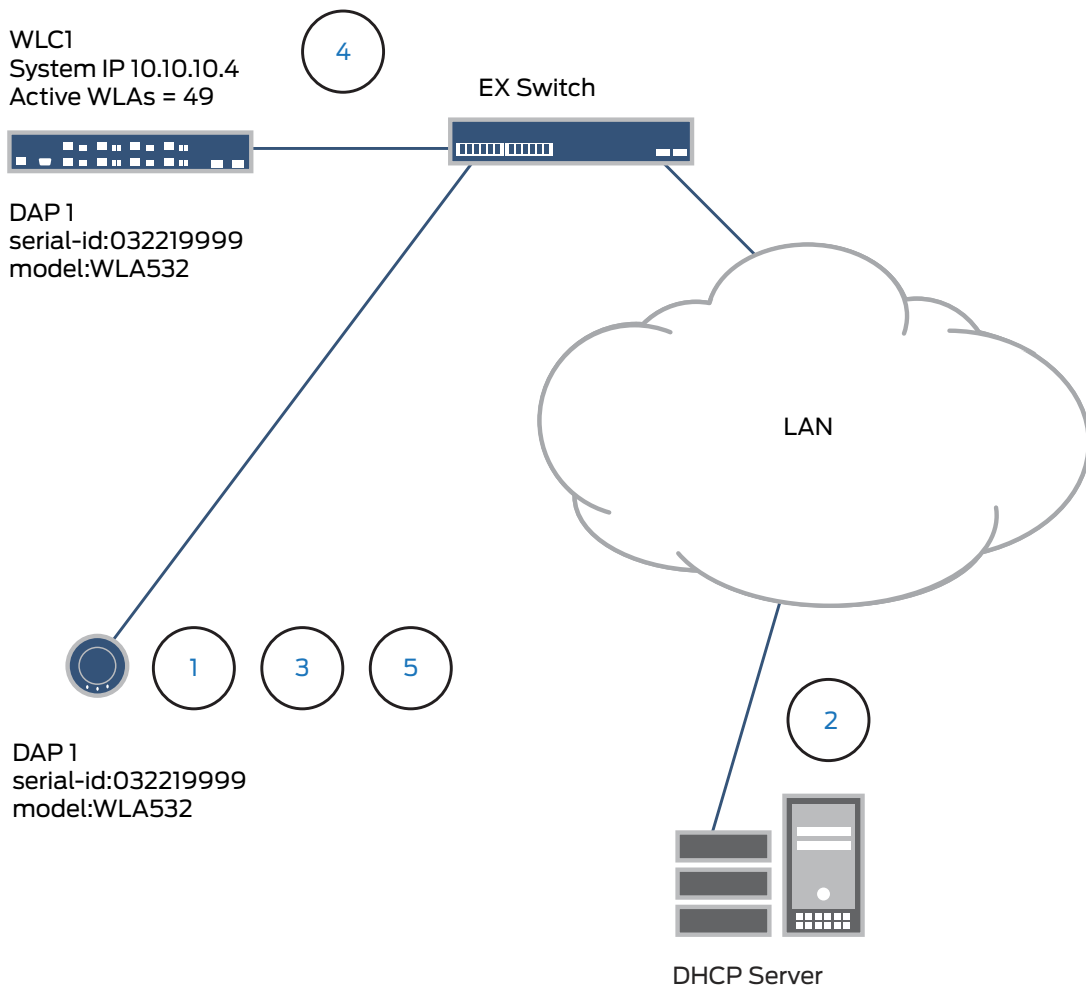 WLC1
System IP 10.10.10.4
Active WLAs = 49
4
EX Switch
DAP 1
serial-id:032219999
model:WLA532
LAN
1
3
5
2
DAP 1
serial-id:032219999
model:WLA532
DHCP Server